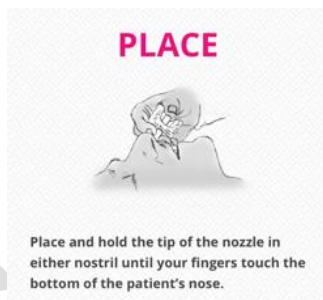 PLACE
Place and hold the tip of the nozzle in
either nostril until your fingers touch the
bottom of the patient's nose.